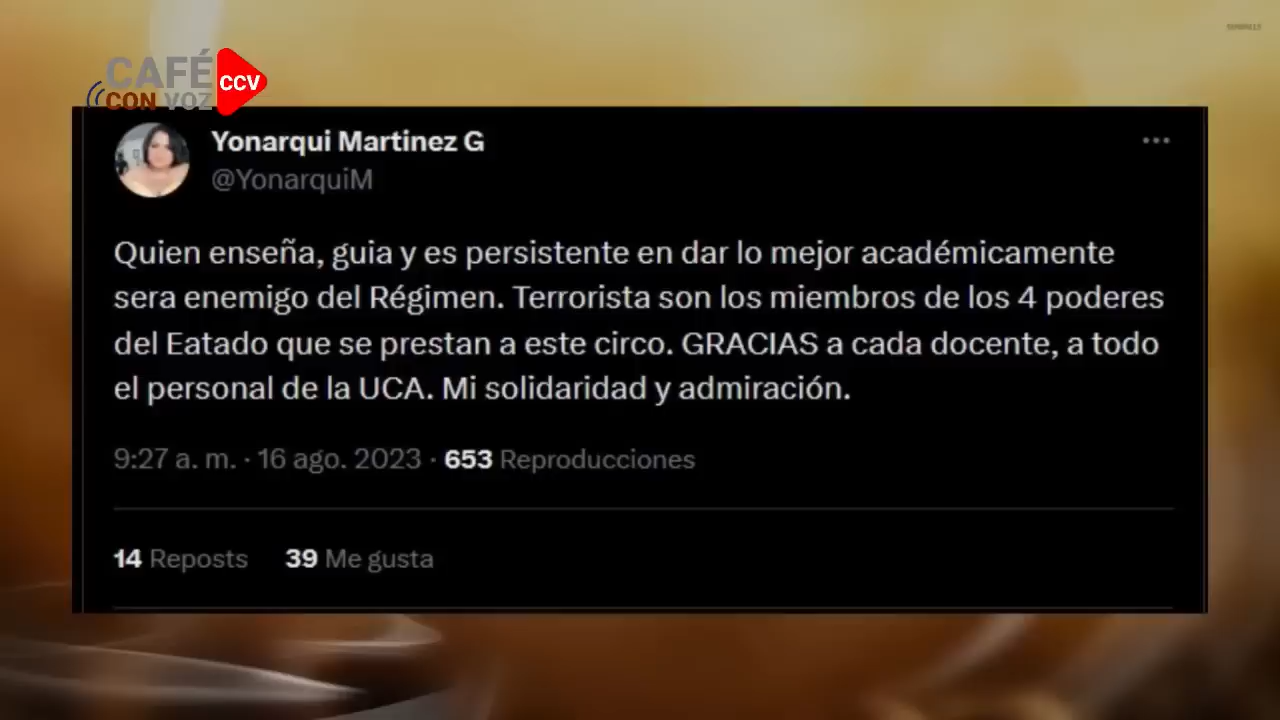 CAFÉ
CON VOZ
CCV
Yonarqui Martinez G
@YonarquiM
Quien enseña, guia y es persistente en dar lo mejor académicamente
sera enemigo del Régimen. Terrorista son los miembros de los 4 poderes
del Eatado que se prestan a este circo. GRACIAS a cada docente, a todo
el personal de la UCA. Mi solidaridad y admiración.
9:27 a. m. · 16 ago. 2023 · 653 Reproducciones
14 Reposts 39 Me gusta